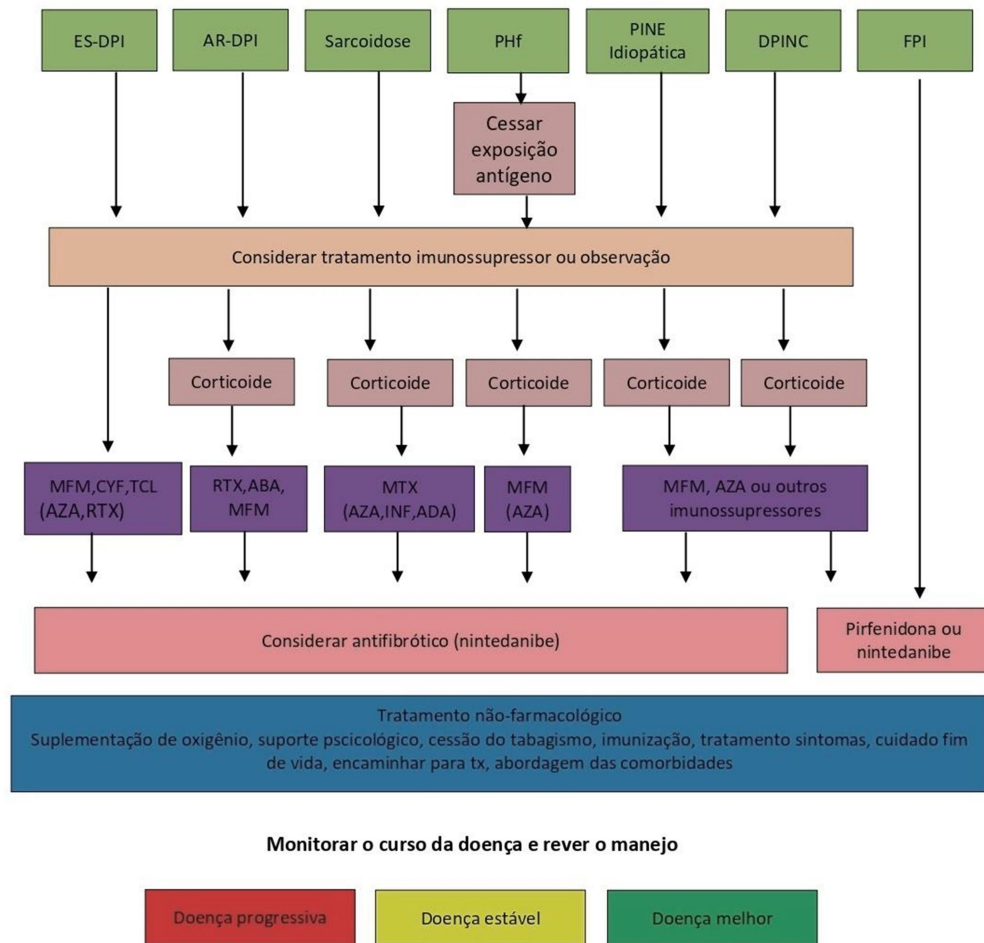 ES-DPI
AR-DPI
Sarcoidose
PHf
PINE
Idiopática
DPINC
FPI
Cessar
exposição
antígeno
Considerar tratamento imunossupressor ou observação
Corticoide
Corticoide
Corticoide
Corticoide
Corticoide
MFM,CYF,TCL
(AZA,RTX)
RTX,ABA,
MFM
MTX
(AZA,INF,ADA)
MFM
(AZA)
MFM, AZA ou outros
imunossupressores
Considerar antifibrótico (nintedanibe)
Pirfenidona ou
nintedanibe
Tratamento não-farmacológico
Suplementação de oxigênio, suporte pscicológico, cessão do tabagismo, imunização, tratamento sintomas, cuidado fim
de vida, encaminhar para tx, abordagem das comorbidades
Monitorar o curso da doença e rever o manejo
Doença progressiva
Doença estável
Doença melhor